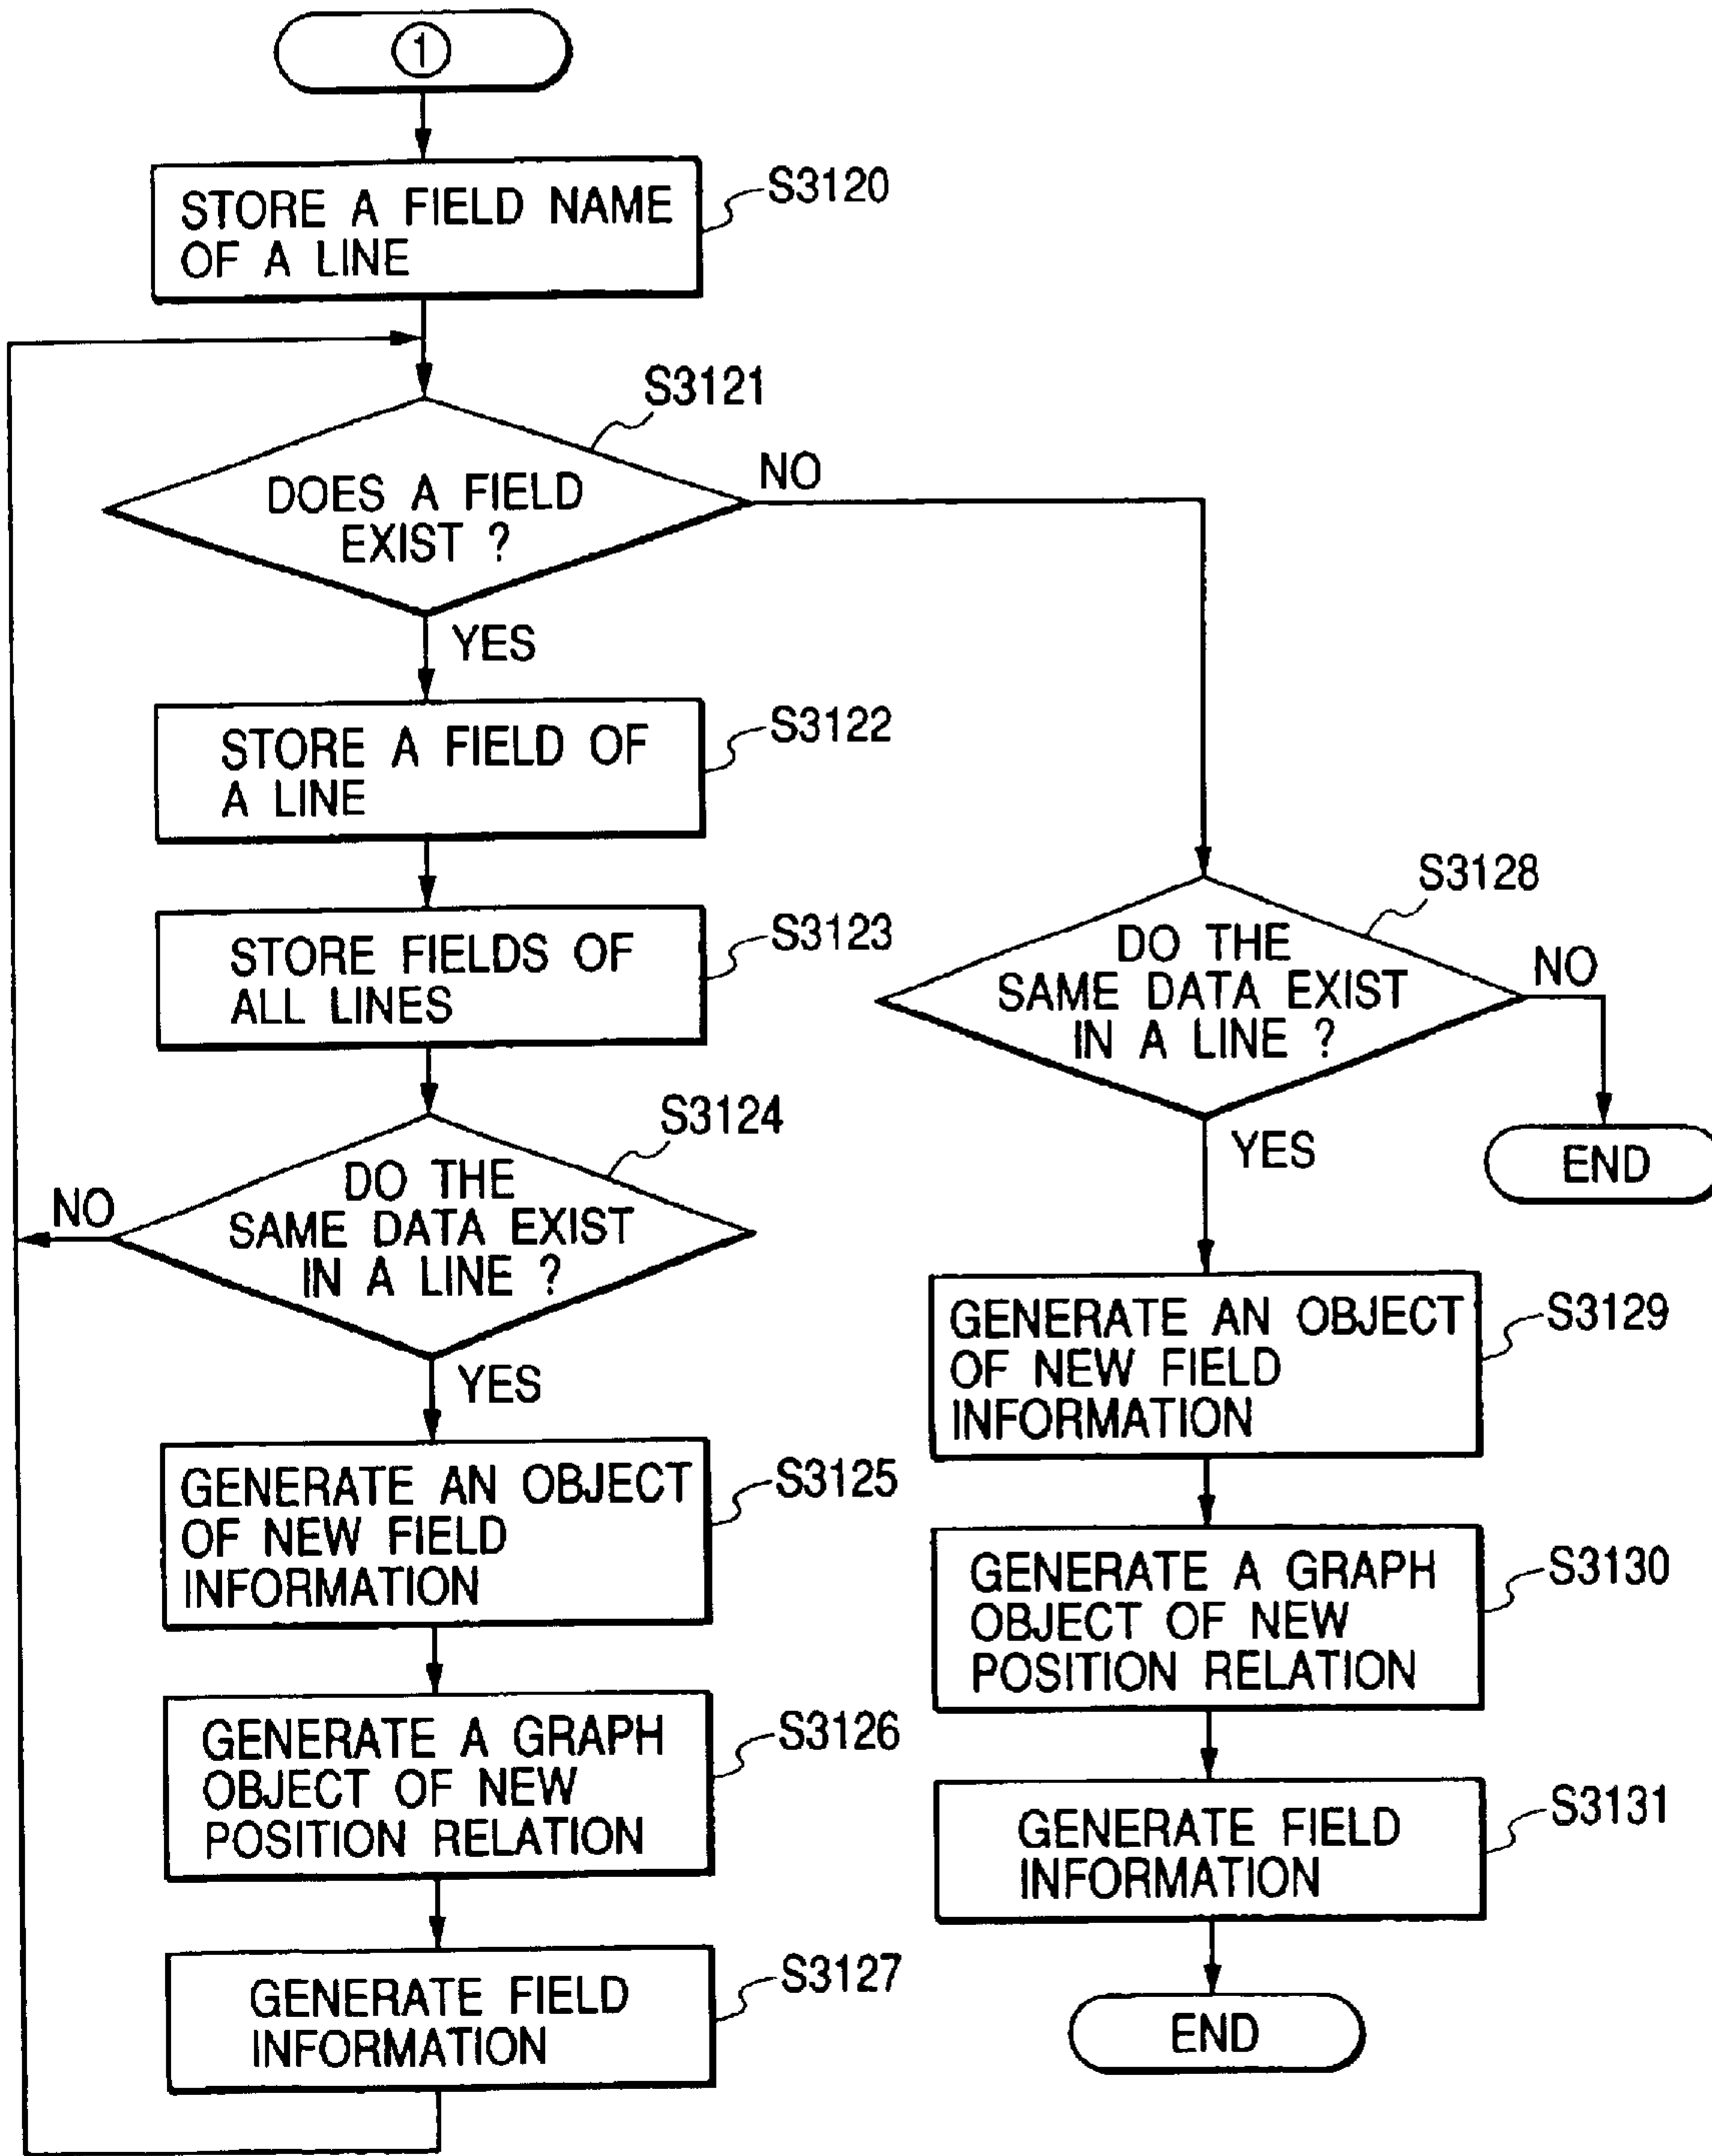 1
STORE A FIELD NAME
OF A LINE
S3120
S3121
DOES A FIELD
EXIST ?
NO
YES
STORE A FIELD OF
A LINE
S3122
STORE FIELDS OF
ALL LINES
S3123
S3124
DO THE
SAME DATA EXIST
IN A LINE ?
NO
YES
GENERATE AN OBJECT
OF NEW FIELD
INFORMATION
S3125
GENERATE A GRAPH
OBJECT OF NEW
POSITION RELATION
S3126
GENERATE FIELD
INFORMATION
S3127
S3128
DO THE
SAME DATA EXIST
IN A LINE ?
NO
END
YES
GENERATE AN OBJECT
OF NEW FIELD
INFORMATION
S3129
GENERATE A GRAPH
OBJECT OF NEW
POSITION RELATION
S3130
GENERATE FIELD
INFORMATION
S3131
END